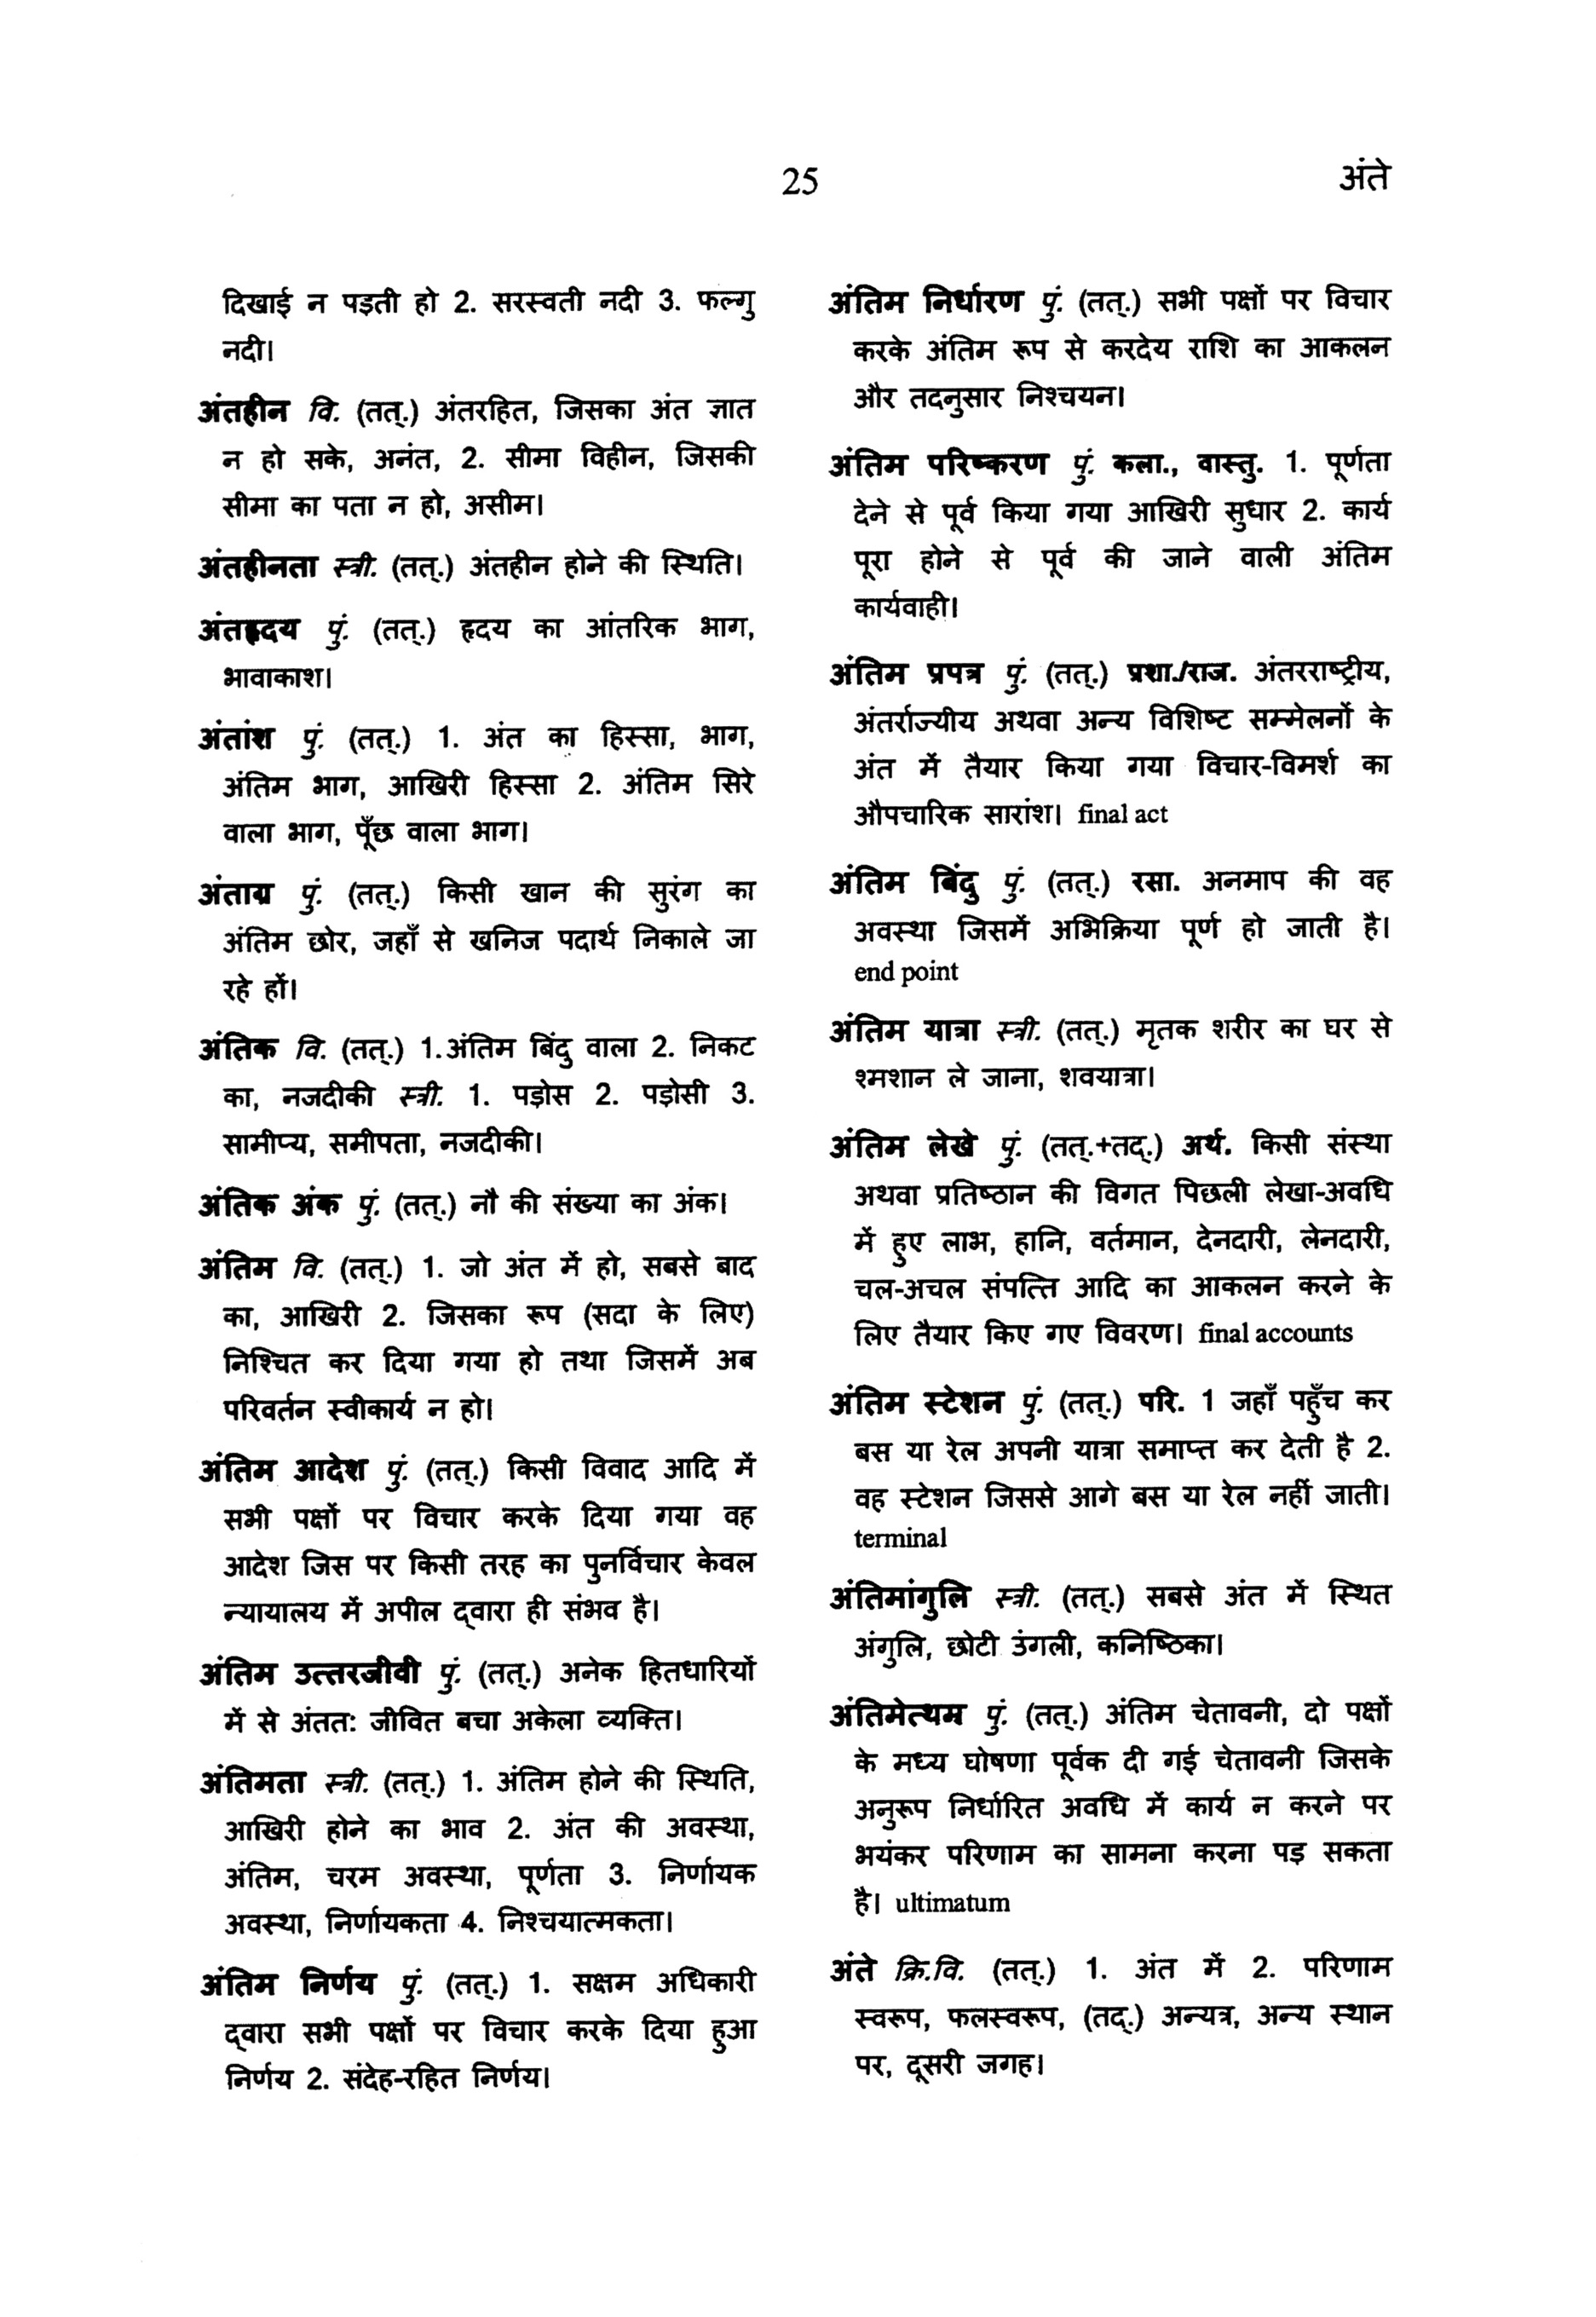 25
अंते
दिखाई न पड़ती हो 2. सरस्वती नदी 3. फल्गु
नदी।
अंतहीन वि. (तत्.) अंतरहित, जिसका अंत ज्ञात
न हो सके, अनंत, 2. सीमा विहीन, जिसकी
सीमा का पता न हो, असीम।
अंतहीनता स्त्री. (तत्.) अंतहीन होने की स्थिति।
अंतहृदय पुं. (तत्.) हृदय का आंतरिक भाग,
भावाकाश।
अंतांश पुं. (तत्.) 1. अंत का हिस्सा, भाग,
अंतिम भाग, आखिरी हिस्सा 2. अंतिम सिरे
वाला भाग, पूँछ वाला भाग।
अंताग्र पुं. (तत्.) किसी खान की सुरंग का
अंतिम छोर, जहाँ से खनिज पदार्थ निकाले जा
रहे हों।
अंतिक वि. (तत्.) 1.अंतिम बिंदु वाला 2. निकट
का, नजदीकी स्त्री. 1. पड़ोस 2. पड़ोसी 3.
सामीप्य, समीपता, नजदीकी।
अंतिक अंक पुं. (तत्.) नौ की संख्या का अंक।
अंतिम वि. (तत्.) 1. जो अंत में हो, सबसे बाद
का, आखिरी 2. जिसका रूप (सदा के लिए)
निश्चित कर दिया गया हो तथा जिसमें अब
परिवर्तन स्वीकार्य न हो।
अंतिम आदेश पुं. (तत्.) किसी विवाद आदि में
सभी पक्षों पर विचार करके दिया गया वह
आदेश जिस पर किसी तरह का पुनर्विचार केवल
न्यायालय में अपील द्वारा ही संभव है।
अंतिम उत्तरजीवी पुं. (तत्.) अनेक हितधारियों
में से अंतत: जीवित बचा अकेला व्यक्ति।
अंतिमता स्त्री. (तत्.) 1. अंतिम होने की स्थिति,
आखिरी होने का भाव 2. अंत की अवस्था,
अंतिम, चरम अवस्था, पूर्णता 3. निर्णायक
अवस्था, निर्णायकता 4. निश्चयात्मकता।
अंतिम निर्णय पुं. (तत्.) 1. सक्षम अधिकारी
द्वारा सभी पक्षों पर विचार करके दिया हुआ
निर्णय 2. संदेह-रहित निर्णय।
अंतिम निर्धारण पुं. (तत्.) सभी पक्षों पर विचार
करके अंतिम रूप से करदेय राशि का आकलन
और तदनुसार निश्चयन।
अंतिम परिष्करण पुं. कला., वास्तु. 1. पूर्णता
देने से पूर्व किया गया आखिरी सुधार 2. कार्य
पूरा होने से पूर्व की जाने वाली अंतिम
कार्यवाही।
अंतिम प्रपत्र पुं. (तत्.) प्रशा./राज. अंतरराष्ट्रीय,
अंतर्राज्यीय अथवा अन्य विशिष्ट सम्मेलनों के
अंत में तैयार किया गया विचार-विमर्श का
औपचारिक सारांश। final act
अंतिम बिंदु पुं. (तत्.) रसा. अनमाप की वह
अवस्था जिसमें अभिक्रिया पूर्ण हो जाती है।
end point
अंतिम यात्रा स्त्री. (तत्.) मृतक शरीर का घर से
श्मशान ले जाना, शवयात्रा।
अंतिम लेखे पुं. (तत्.+तद्.) अर्थ. किसी संस्था
अथवा प्रतिष्ठान की विगत पिछली लेखा-अवधि
में हुए लाभ, हानि, वर्तमान, देनदारी, लेनदारी,
चल-अचल संपत्ति आदि का आकलन करने के
लिए तैयार किए गए विवरण। final accounts
अंतिम स्टेशन पुं. (तत्.) परि. 1 जहाँ पहुँच कर
बस या रेल अपनी यात्रा समाप्त कर देती है 2.
वह स्टेशन जिससे आगे बस या रेल नहीं जाती।
terminal
अंतिमांगुलि स्त्री. (तत्.) सबसे अंत में स्थित
अंगुलि, छोटी उंगली, कनिष्ठिका।
अंतिमेत्थम पुं. (तत्.) अंतिम चेतावनी, दो पक्षों
के मध्य घोषणा पूर्वक दी गई चेतावनी जिसके
अनुरूप निर्धारित अवधि में कार्य न करने पर
भयंकर परिणाम का सामना करना पड़ सकता
है। ultimatum
अंते क्रि.वि. (तत्.) 1. अंत में 2. परिणाम
स्वरूप, फलस्वरूप, (तद्.) अन्यत्र, अन्य स्थान
पर, दूसरी जगह।